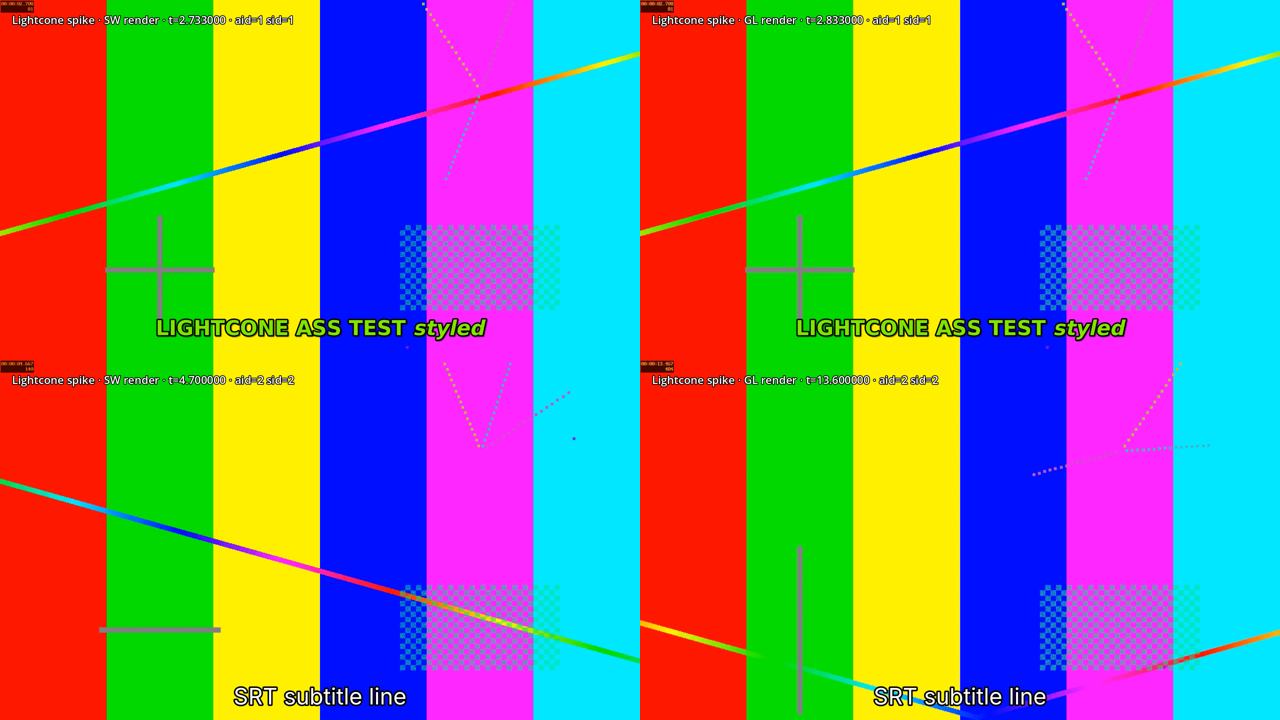 Lightcone spike · SW render · t=2.733000 · aid=1 sid=1
Lightcone spike · GL render · t=2.833000 · aid=1 sid=1
LIGHTCONE ASS TEST styled
LIGHTCONE ASS TEST styled
Lightcone spike · SW render · t=4.700000 · aid=2 sid=2
Lightcone spike · GL render · t=13.600000 · aid=2 sid=2
SRT subtitle line
SRT subtitle line